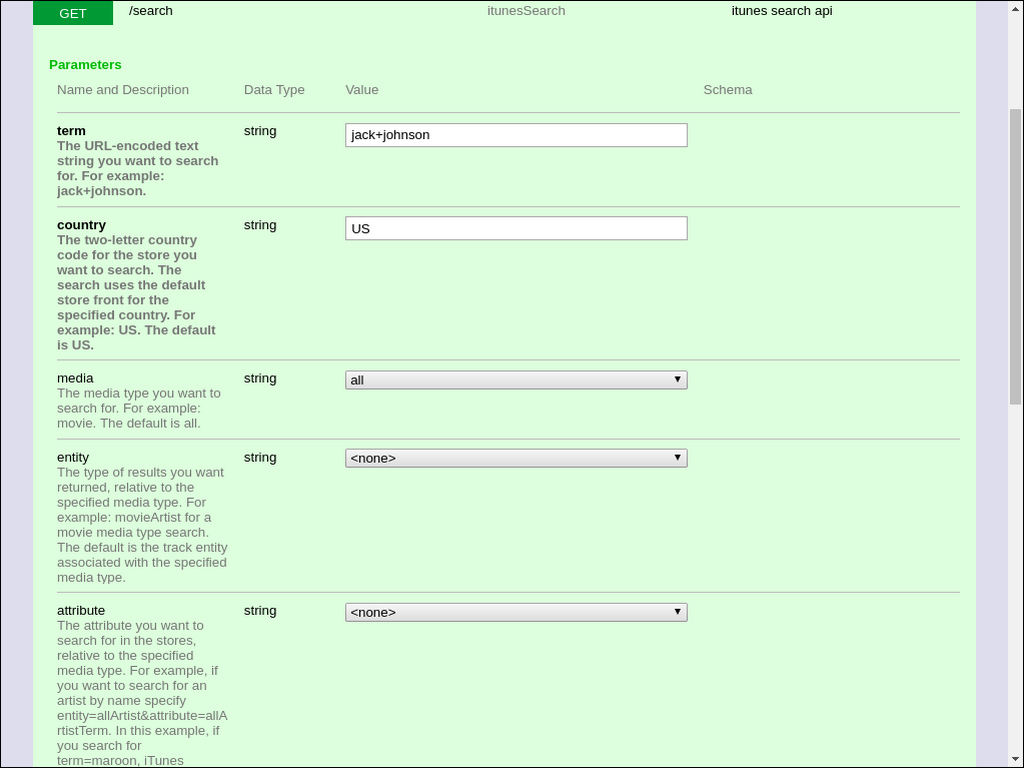 GET /search itunesSearch itunes search api
Parameters
Name and Description Data Type Value Schema
term string jack+johnson
The URL-encoded text
string you want to search
for. For example:
jack+johnson.
country string US
The two-letter country
code for the store you
want to search. The
search uses the default
store front for the
specified country. For
example: US. The default
is US.
media string all
The media type you want to
search for. For example:
movie. The default is all.
entity string <none>
The type of results you want
returned, relative to the
specified media type. For
example: movieArtist for a
movie media type search.
The default is the track entity
associated with the specified
media type.
attribute string <none>
The attribute you want to
search for in the stores,
relative to the specified
media type. For example, if
you want to search for an
artist by name specify
entity=allArtist&attribute=allA
rtistTerm. In this example, if
you search for
term=maroon, iTunes